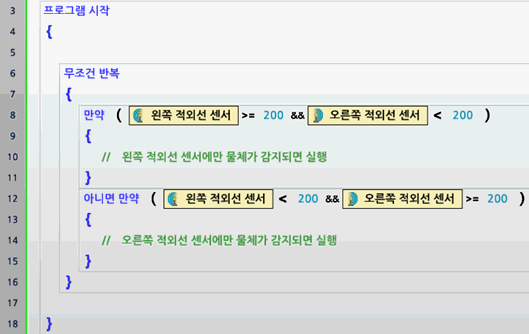 3 프로그램 시작
4 {
5
6 무조건 반복
7 {
8 만약 ( 왼쪽 적외선 센서 >= 200 && 오른쪽 적외선 센서 < 200 )
9 {
10 // 왼쪽 적외선 센서에만 물체가 감지되면 실행
11 }
12 아니면 만약 ( 왼쪽 적외선 센서 < 200 && 오른쪽 적외선 센서 >= 200 )
13 {
14 // 오른쪽 적외선 센서에만 물체가 감지되면 실행
15 }
16 }
17
18 }